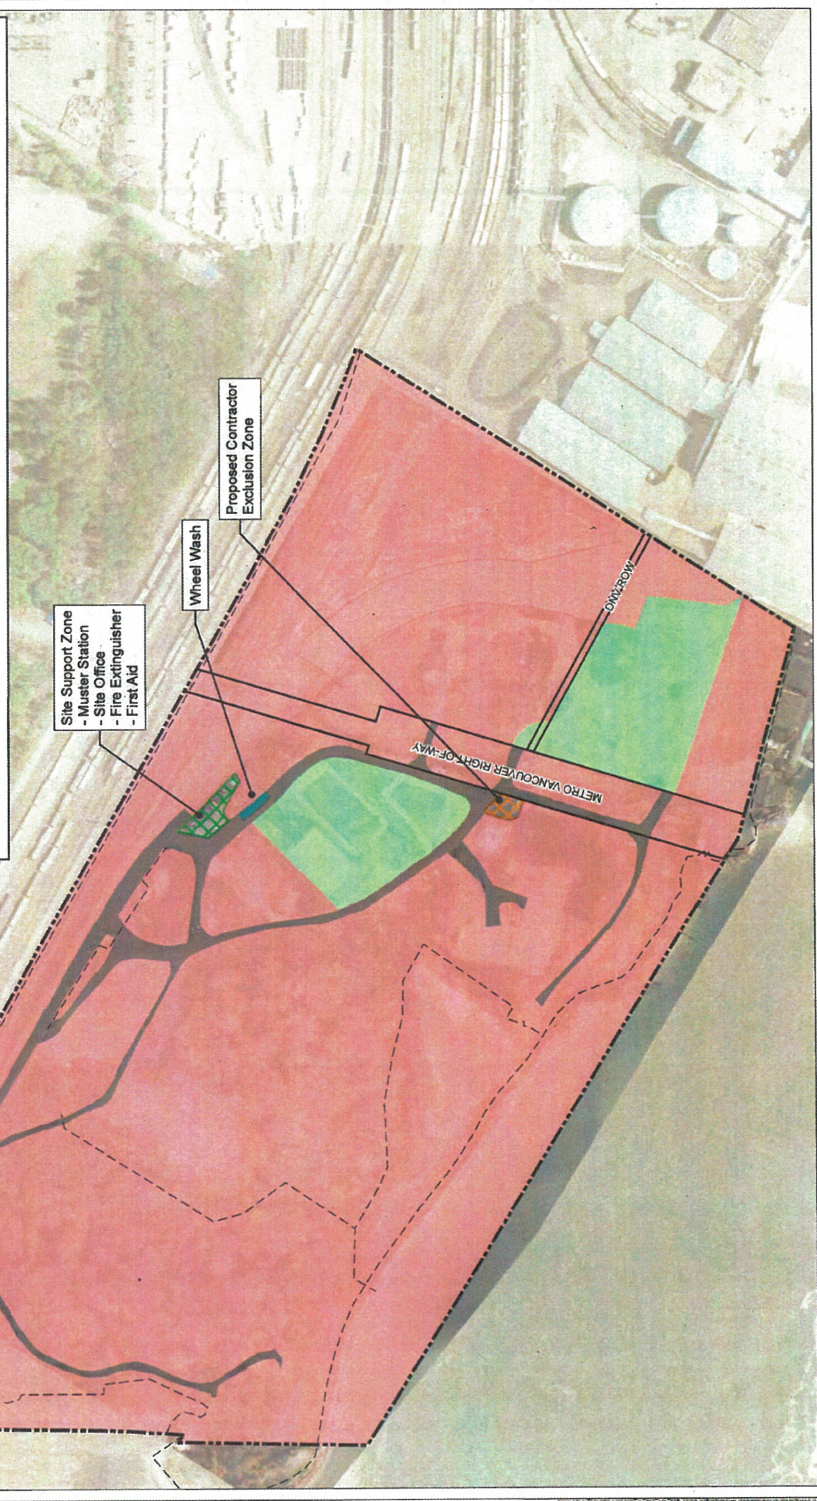 Site Support Zone
- Muster Station
- Site Office
- Fire Extinguisher
- First Aid
Wheel Wash
Proposed Contractor
Exclusion Zone
DNV ROW
METRO VANCOUVER RIGHT-OF-WAY